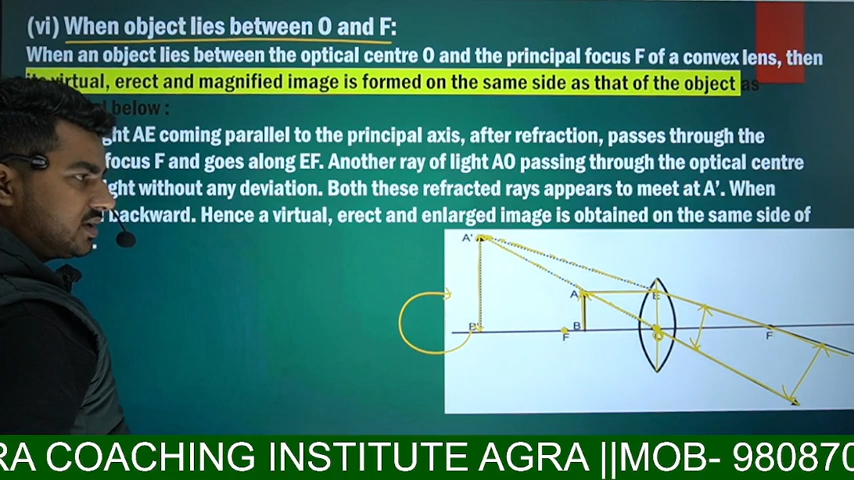 (vi) When object lies between O and F:
When an object lies between the optical centre O and the principal focus F of a convex lens, then
its virtual, erect and magnified image is formed on the same side as that of the object as
below :
AE coming parallel to the principal axis, after refraction, passes through the
focus F and goes along EF. Another ray of light AO passing through the optical centre
without any deviation. Both these refracted rays appears to meet at A’. When
backward. Hence a virtual, erect and enlarged image is obtained on the same side of
A'
A
E
B'
B
F
O
F
RA COACHING INSTITUTE AGRA ||MOB- 980870